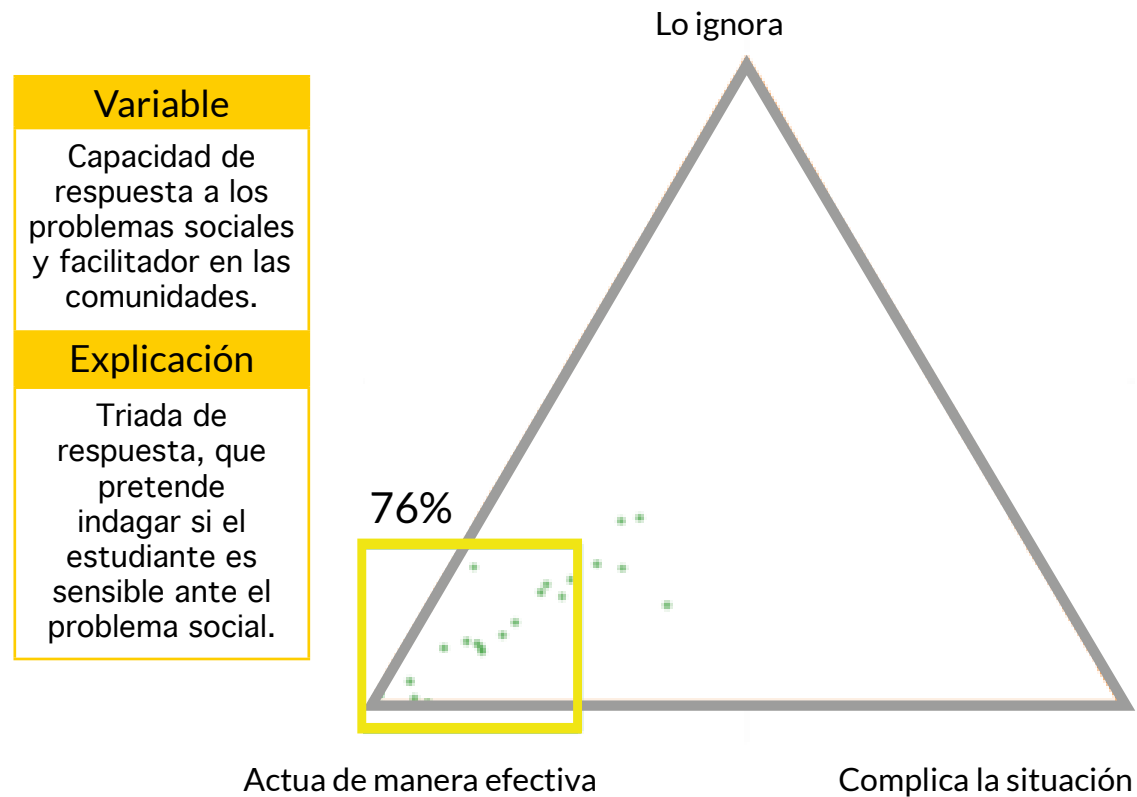 Lo ignora
Variable
Capacidad de
respuesta a los
problemas sociales
y facilitador en las
comunidades.
Explicación
Triada de
respuesta, que
pretende
indagar si el
estudiante es
sensible ante el
problema social.
76%
Actua de manera efectiva
Complica la situación